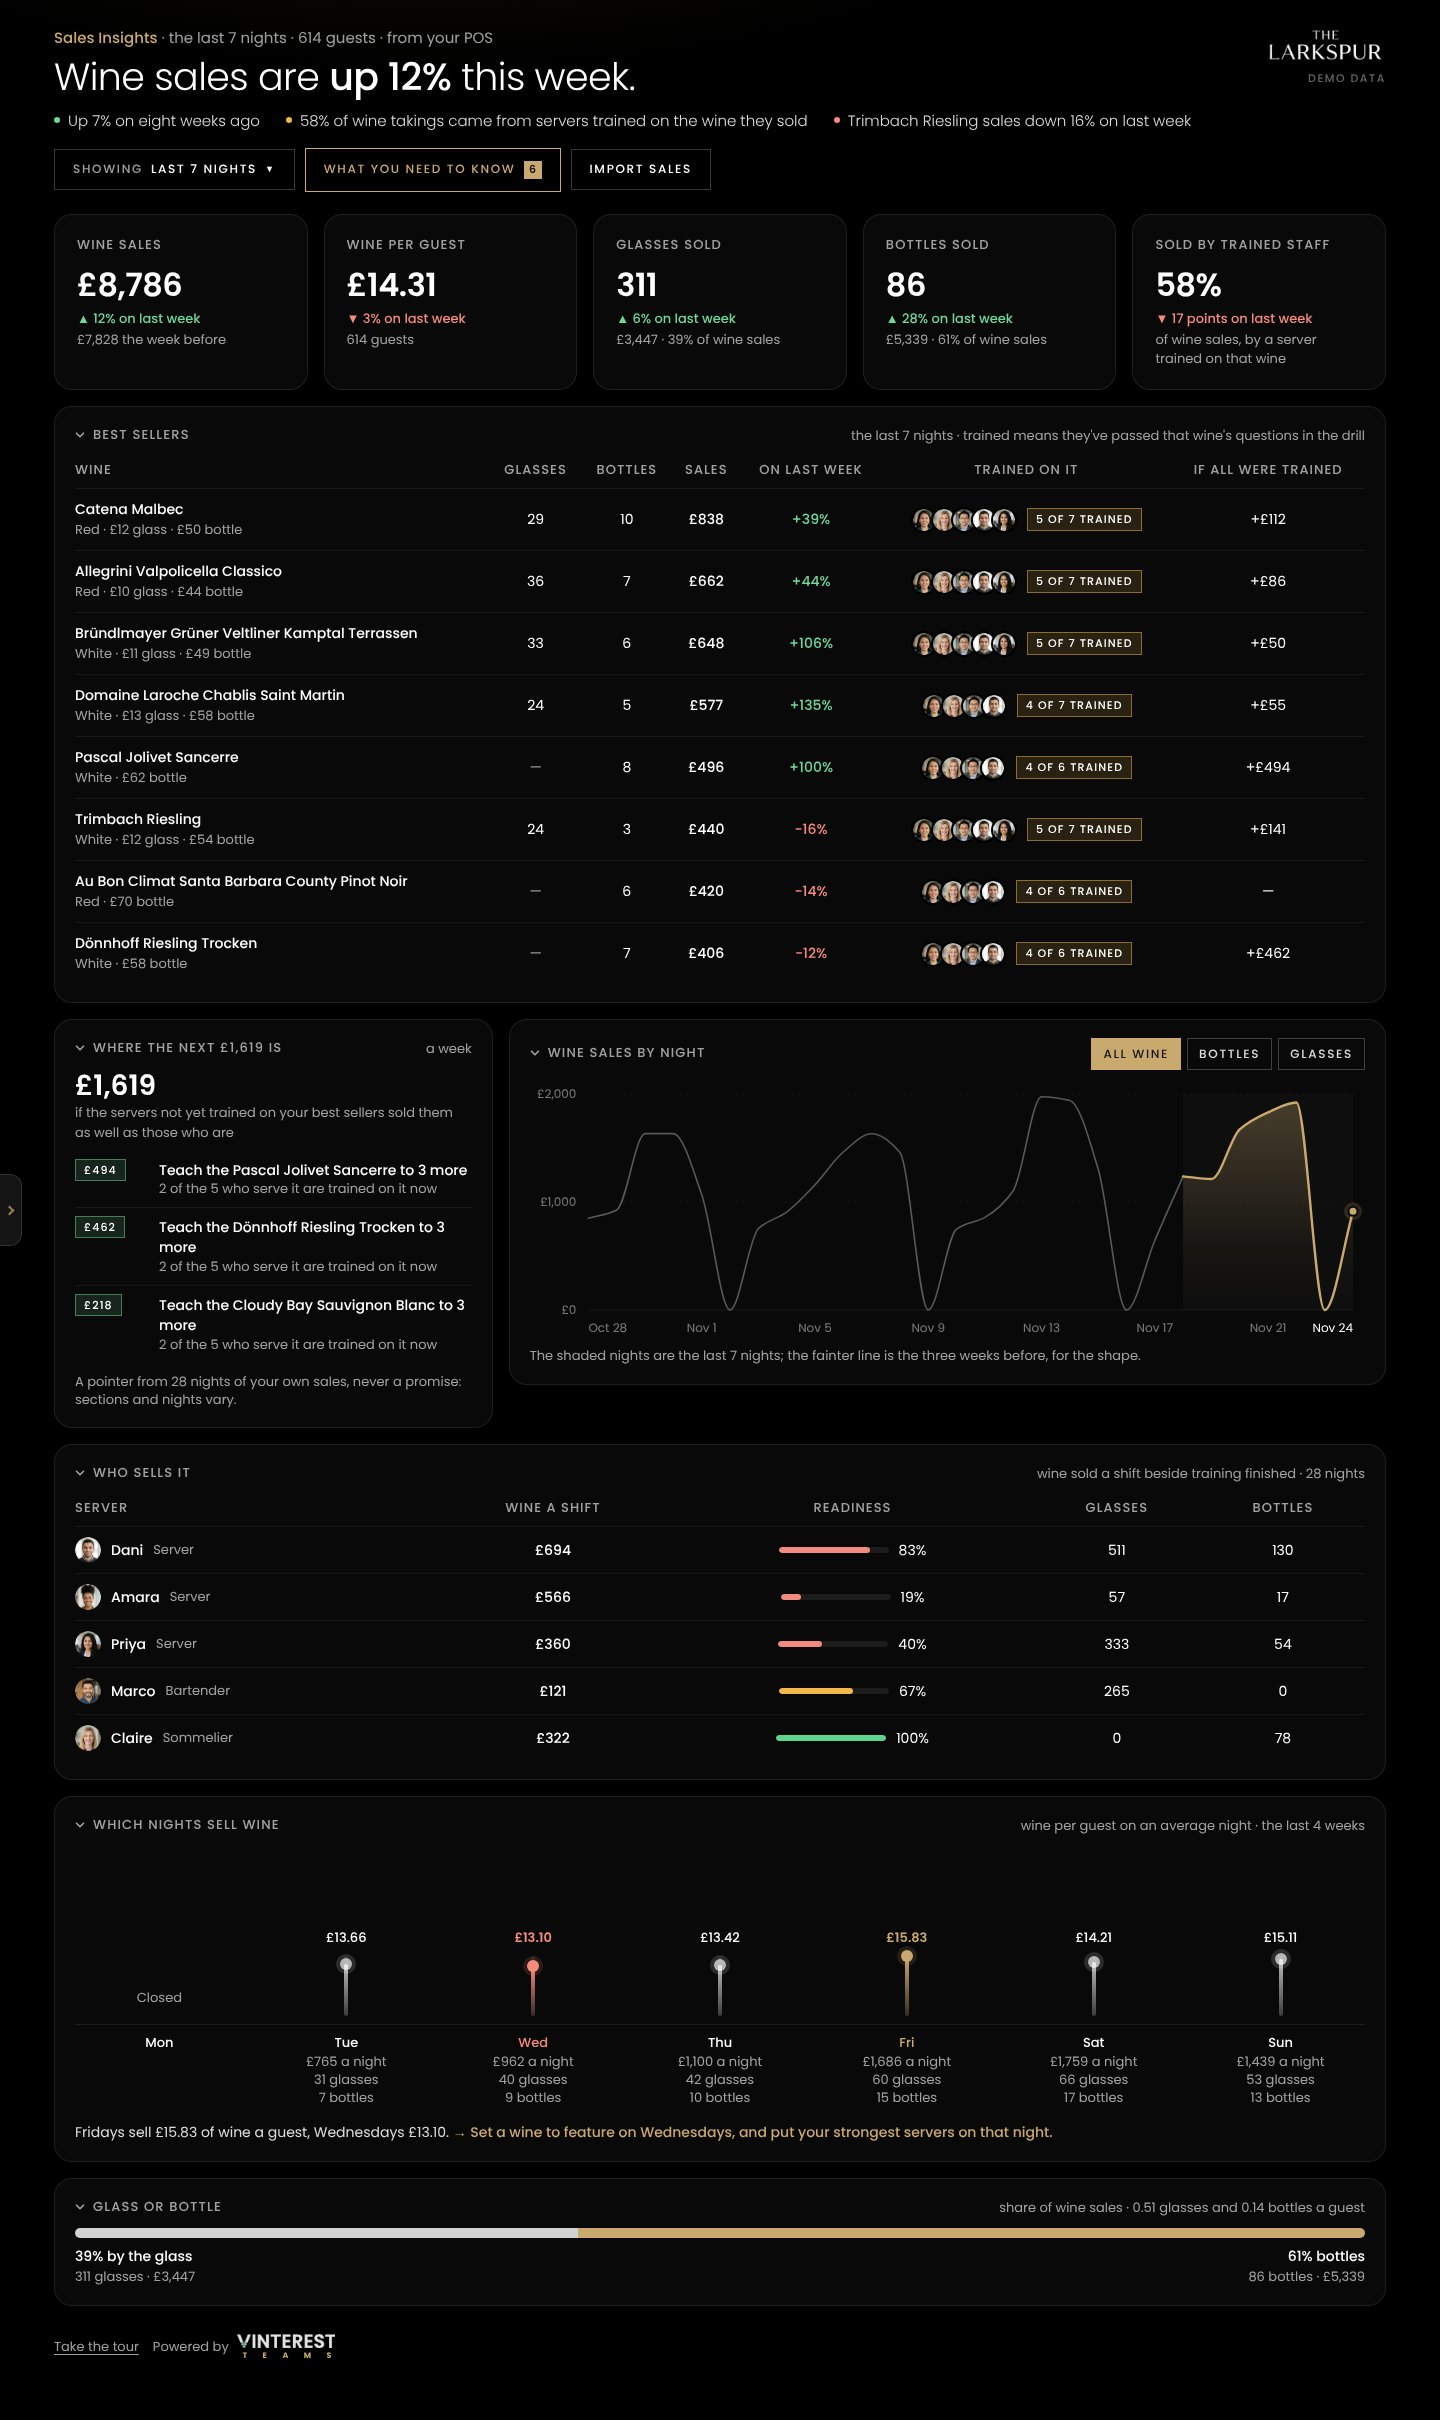 Sales Insights · the last 7 nights · 614 guests · from your POS
THE
LARKSPUR
DEMO DATA
Wine sales are up 12% this week.
Up 7% on eight weeks ago
58% of wine takings came from servers trained on the wine they sold
Trimbach Riesling sales down 16% on last week
SHOWING LAST 7 NIGHTS ▾
WHAT YOU NEED TO KNOW 6
IMPORT SALES
WINE SALES
£8,786
▲ 12% on last week
£7,828 the week before
WINE PER GUEST
£14.31
▼ 3% on last week
614 guests
GLASSES SOLD
311
▲ 6% on last week
£3,447 · 39% of wine sales
BOTTLES SOLD
86
▲ 28% on last week
£5,339 · 61% of wine sales
SOLD BY TRAINED STAFF
58%
▼ 17 points on last week
of wine sales, by a server
trained on that wine
BEST SELLERS
the last 7 nights · trained means they've passed that wine's questions in the drill
WINE GLASSES BOTTLES SALES ON LAST WEEK TRAINED ON IT IF ALL WERE TRAINED
Catena Malbec
Red · £12 glass · £50 bottle
29 10 £838 +39% 5 OF 7 TRAINED +£112
Allegrini Valpolicella Classico
Red · £10 glass · £44 bottle
36 7 £662 +44% 5 OF 7 TRAINED +£86
Bründlmayer Grüner Veltliner Kamptal Terrassen
White · £11 glass · £49 bottle
33 6 £648 +106% 5 OF 7 TRAINED +£50
Domaine Laroche Chablis Saint Martin
White · £13 glass · £58 bottle
24 5 £577 +135% 4 OF 7 TRAINED +£55
Pascal Jolivet Sancerre
White · £62 bottle
— 8 £496 +100% 4 OF 6 TRAINED +£494
Trimbach Riesling
White · £12 glass · £54 bottle
24 3 £440 -16% 5 OF 7 TRAINED +£141
Au Bon Climat Santa Barbara County Pinot Noir
Red · £70 bottle
— 6 £420 -14% 4 OF 6 TRAINED —
Dönnhoff Riesling Trocken
White · £58 bottle
— 7 £406 -12% 4 OF 6 TRAINED +£462
WHERE THE NEXT £1,619 IS
a week
£1,619
if the servers not yet trained on your best sellers sold them
as well as those who are
£494
Teach the Pascal Jolivet Sancerre to 3 more
2 of the 5 who serve it are trained on it now
£462
Teach the Dönnhoff Riesling Trocken to 3
more
2 of the 5 who serve it are trained on it now
£218
Teach the Cloudy Bay Sauvignon Blanc to 3
more
2 of the 5 who serve it are trained on it now
A pointer from 28 nights of your own sales, never a promise:
sections and nights vary.
WINE SALES BY NIGHT
ALL WINE BOTTLES GLASSES
£2,000
£1,000
£0
Oct 28 Nov 1 Nov 5 Nov 9 Nov 13 Nov 17 Nov 21 Nov 24
The shaded nights are the last 7 nights; the fainter line is the three weeks before, for the shape.
WHO SELLS IT
wine sold a shift beside training finished · 28 nights
SERVER WINE A SHIFT READINESS GLASSES BOTTLES
Dani Server £694 83% 511 130
Amara Server £566 19% 57 17
Priya Server £360 40% 333 54
Marco Bartender £121 67% 265 0
Claire Sommelier £322 100% 0 78
WHICH NIGHTS SELL WINE
wine per guest on an average night · the last 4 weeks
£13.66 £13.10 £13.42 £15.83 £14.21 £15.11
Closed
Mon Tue Wed Thu Fri Sat Sun
£765 a night £962 a night £1,100 a night £1,686 a night £1,759 a night £1,439 a night
31 glasses 40 glasses 42 glasses 60 glasses 66 glasses 53 glasses
7 bottles 9 bottles 10 bottles 15 bottles 17 bottles 13 bottles
Fridays sell £15.83 of wine a guest, Wednesdays £13.10. → Set a wine to feature on Wednesdays, and put your strongest servers on that night.
GLASS OR BOTTLE
share of wine sales · 0.51 glasses and 0.14 bottles a guest
39% by the glass
61% bottles
311 glasses · £3,447
86 bottles · £5,339
Take the tour
Powered by VINTEREST
TEAMS